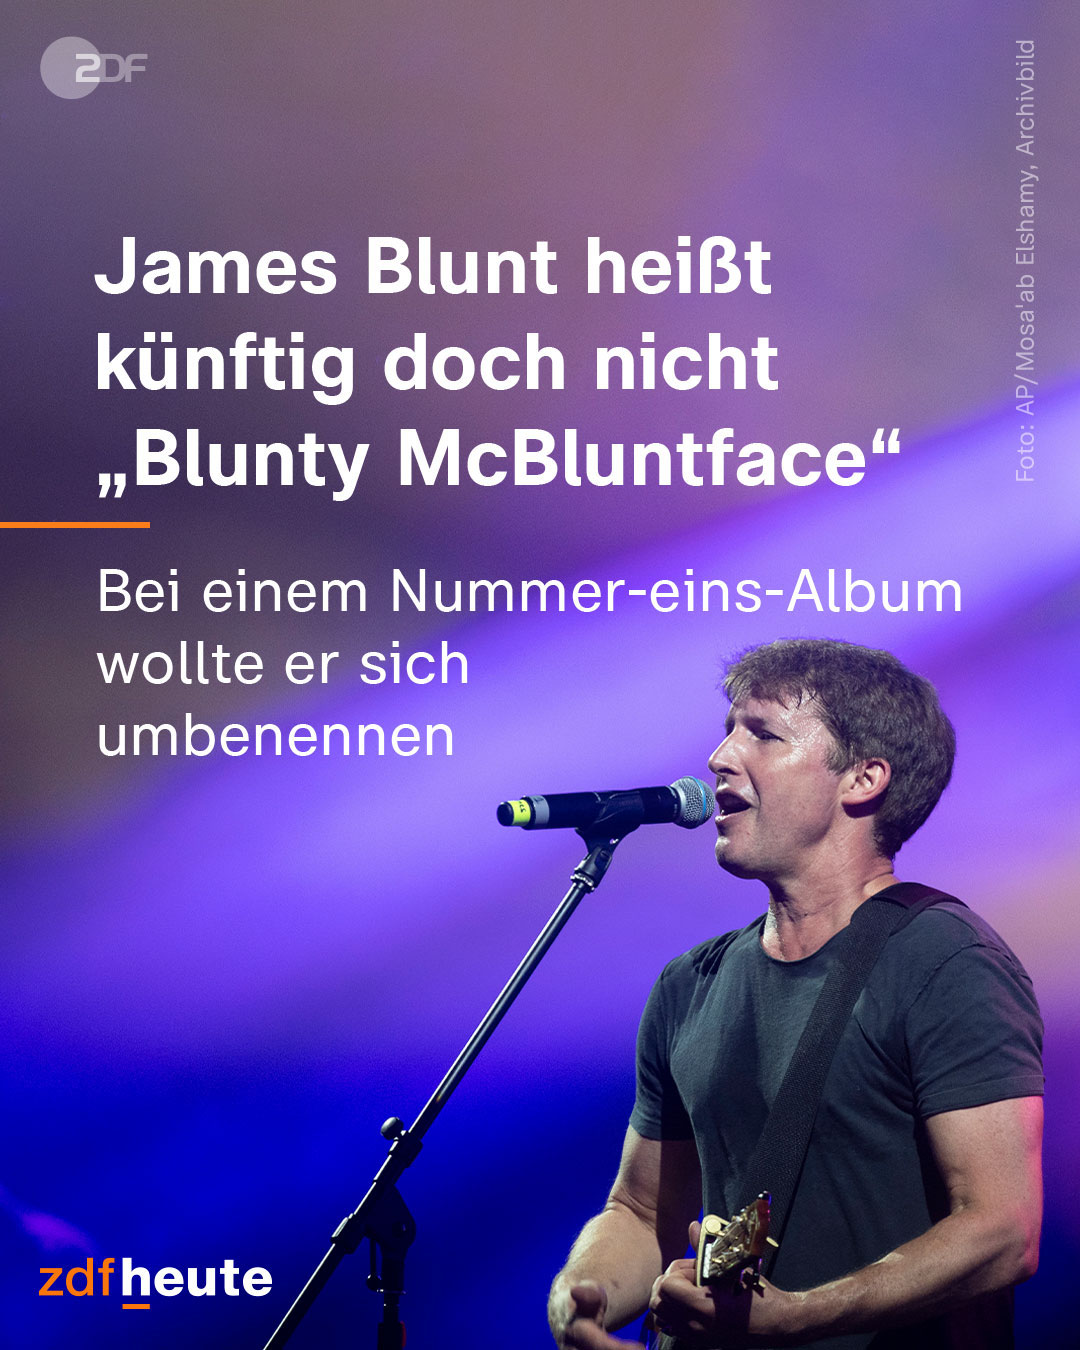 ZDF
Foto: AP/Mosa'ab Elshamy, Archivbild
James Blunt heißt
künftig doch nicht
„Blunty McBluntface“
Bei einem Nummer-eins-Album
wollte er sich
umbenennen
zdfheute